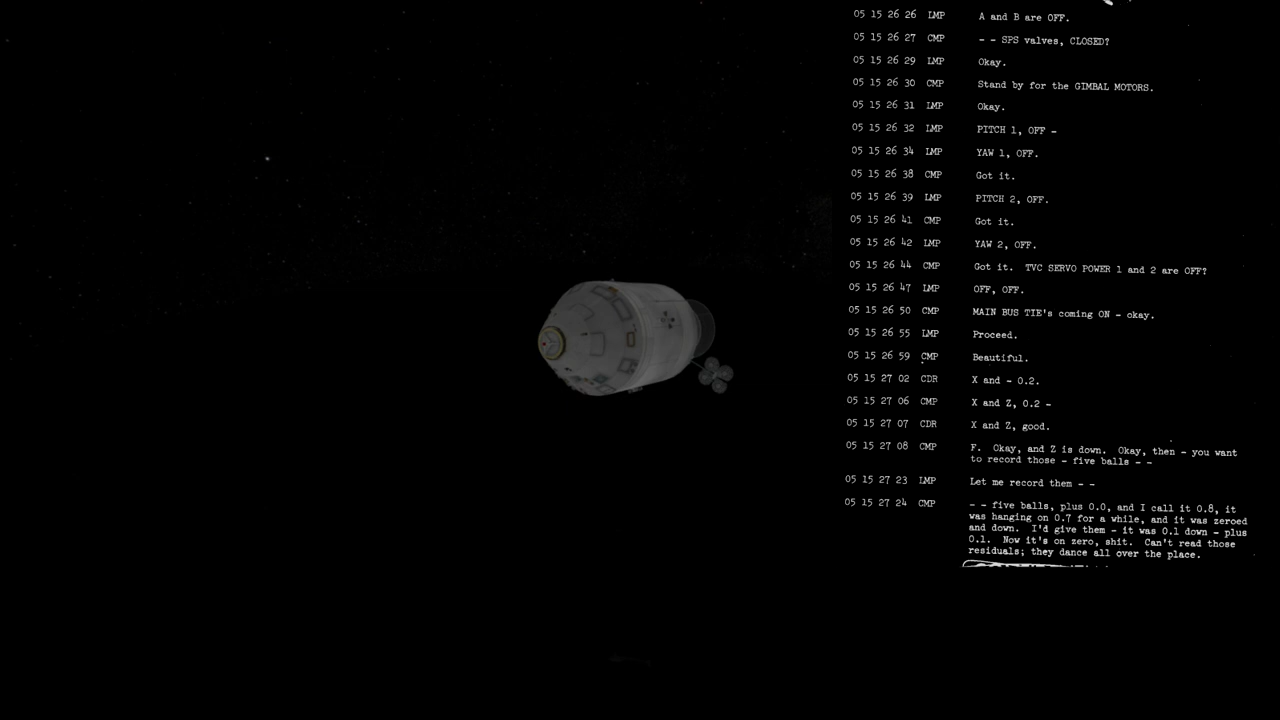 05 15 26 26 LMP A and B are OFF.
05 15 26 27 CMP - - SPS valves, CLOSED?
05 15 26 29 LMP Okay.
05 15 26 30 CMP Stand by for the GIMBAL MOTORS.
05 15 26 31 LMP Okay.
05 15 26 32 LMP PITCH 1, OFF -
05 15 26 34 LMP YAW 1, OFF.
05 15 26 38 CMP Got it.
05 15 26 39 LMP PITCH 2, OFF.
05 15 26 41 CMP Got it.
05 15 26 42 LMP YAW 2, OFF.
05 15 26 44 CMP Got it. TVC SERVO POWER 1 and 2 are OFF?
05 15 26 47 LMP OFF, OFF.
05 15 26 50 CMP MAIN BUS TIE's coming ON - okay.
05 15 26 55 LMP Proceed.
05 15 26 59 CMP Beautiful.
05 15 27 02 CDR X and - 0.2.
05 15 27 06 CMP X and Z, 0.2 -
05 15 27 07 CDR X and Z, good.
05 15 27 08 CMP F. Okay, and Z is down. Okay, then - you want
to record those - five balls - -
05 15 27 23 LMP Let me record them - -
05 15 27 24 CMP - - five balls, plus 0.0, and I call it 0.8, it
was hanging on 0.7 for a while, and it was zeroed
and down. I'd give them - it was 0.1 down - plus
0.1. Now it's on zero, shit. Can't read those
residuals; they dance all over the place.